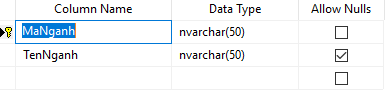 Column Name Data Type Allow Nulls
MaNganh nvarchar(50)
TenNganh nvarchar(50)